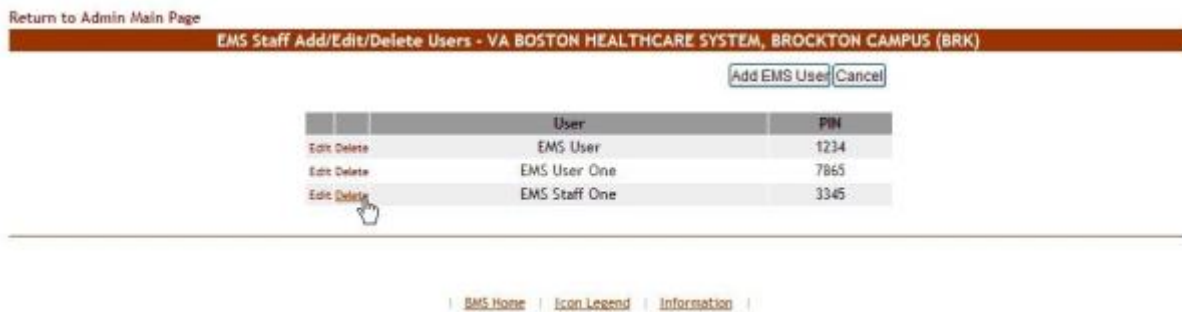 Return to Admin Main Page
EMS Staff Add/Edit/Delete Users - VA BOSTON HEALTHCARE SYSTEM, BROCKTON CAMPUS (BRK)
Add EMS User Cancel
User PIN
Edit Delete EMS User 1234
Edit Delete EMS User One 7865
Edit Delete EMS Staff One 3345
| BMS Home | Icon Legend | Information |